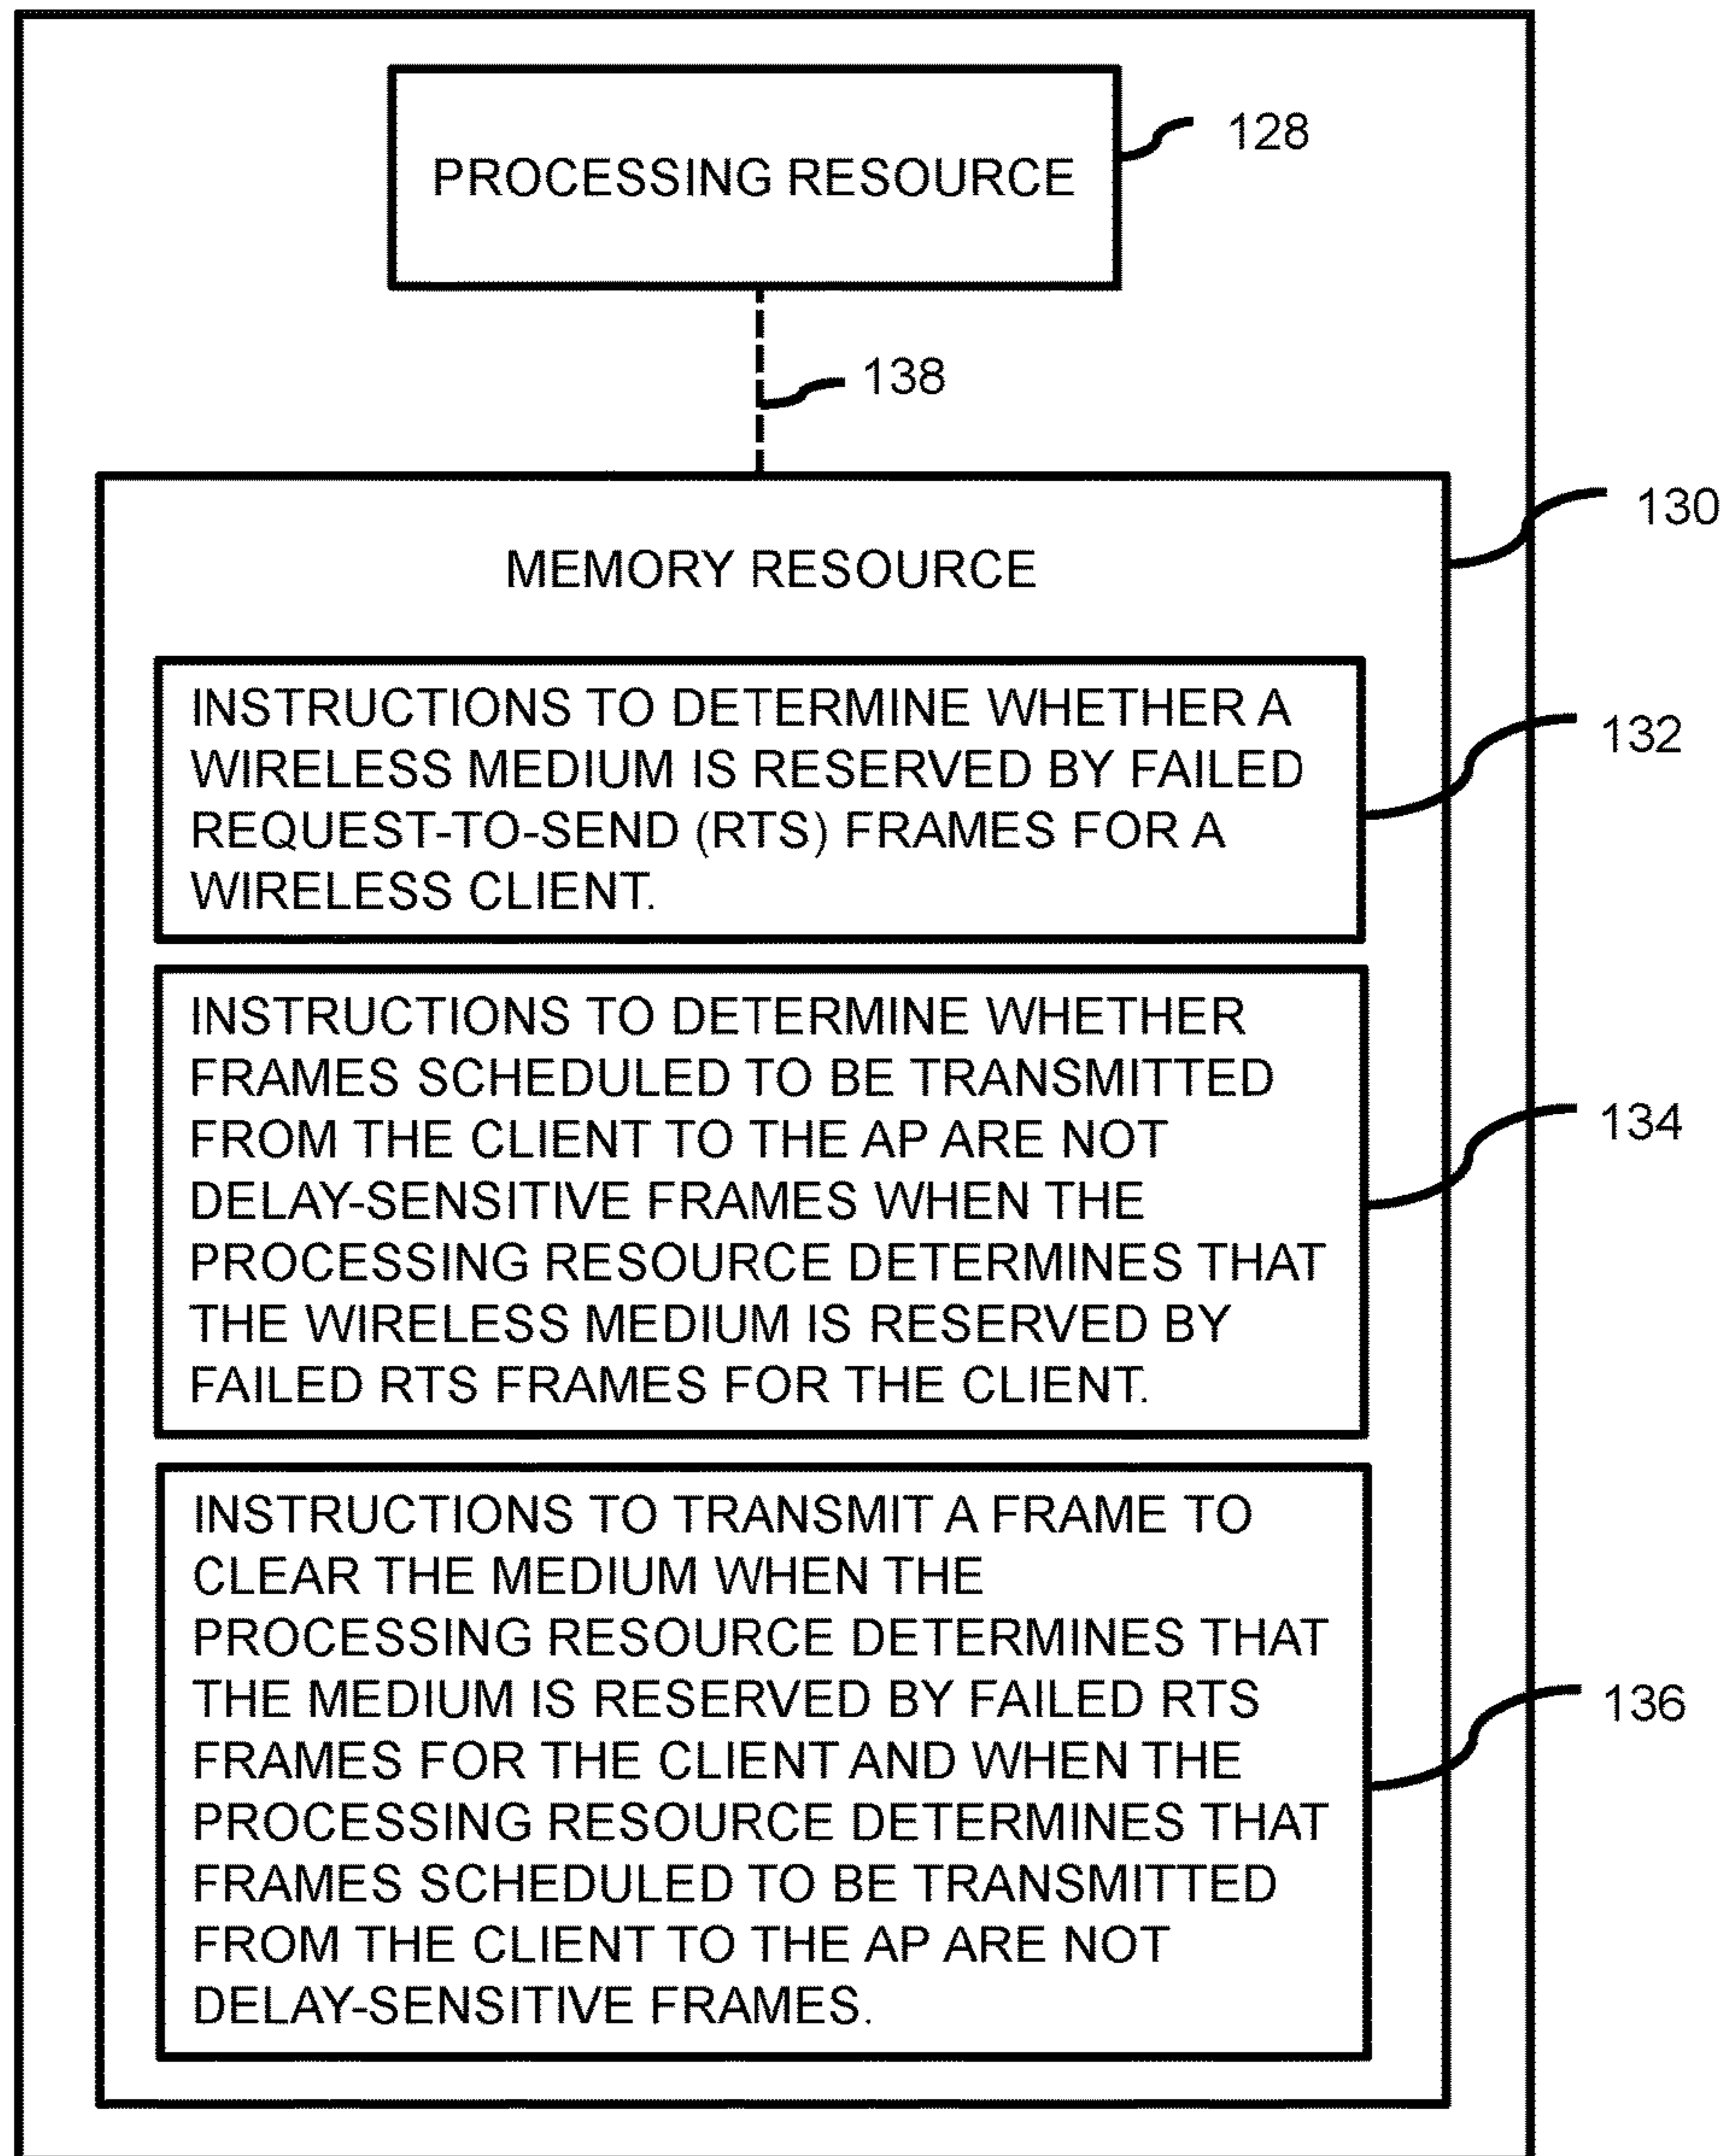 PROCESSING RESOURCE
128
138
130
MEMORY RESOURCE
INSTRUCTIONS TO DETERMINE WHETHER A
WIRELESS MEDIUM IS RESERVED BY FAILED
REQUEST-TO-SEND (RTS) FRAMES FOR A
WIRELESS CLIENT.
132
INSTRUCTIONS TO DETERMINE WHETHER
FRAMES SCHEDULED TO BE TRANSMITTED
FROM THE CLIENT TO THE AP ARE NOT
DELAY-SENSITIVE FRAMES WHEN THE
PROCESSING RESOURCE DETERMINES THAT
THE WIRELESS MEDIUM IS RESERVED BY
FAILED RTS FRAMES FOR THE CLIENT.
134
INSTRUCTIONS TO TRANSMIT A FRAME TO
CLEAR THE MEDIUM WHEN THE
PROCESSING RESOURCE DETERMINES THAT
THE MEDIUM IS RESERVED BY FAILED RTS
FRAMES FOR THE CLIENT AND WHEN THE
PROCESSING RESOURCE DETERMINES THAT
FRAMES SCHEDULED TO BE TRANSMITTED
FROM THE CLIENT TO THE AP ARE NOT
DELAY-SENSITIVE FRAMES.
136